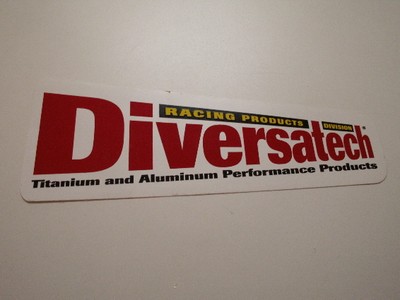 RACING PRODUCTS DIVISION
Diversatech®
Titanium and Aluminum Performance Products